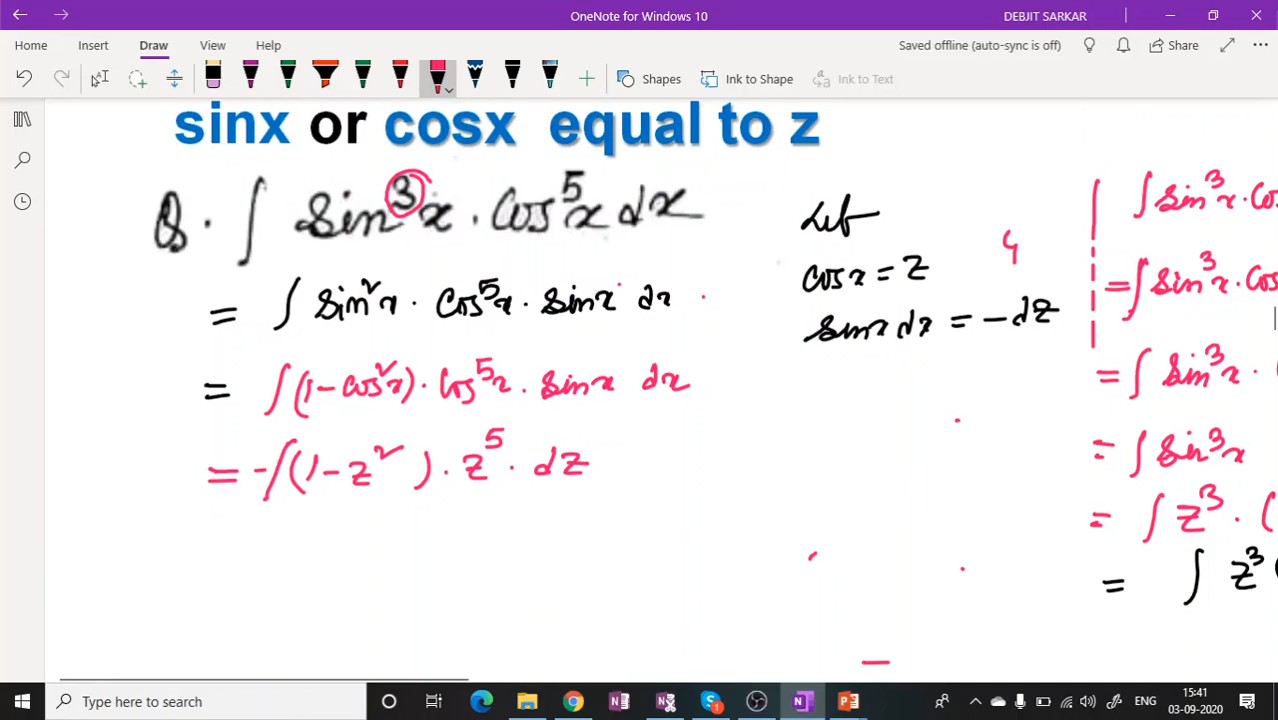 OneNote for Windows 10
DEBJIT SARKAR
Home Insert Draw View Help
Saved offline (auto-sync is off)
Share
Shapes
Ink to Shape
Ink to Text
sinx or cosx equal to z
Q. ∫ sin³x · cos⁵x dx
= ∫ sin²x · cos⁵x · sinx dx
= ∫(1-cos²x) · cos⁵x · sinx dx
= -∫(1-z²) · z⁵ · dz
Let
cosx = z
sinx dx = -dz
4
∫ sin³x · co
= ∫ sin³x · co
= ∫ sin³x ·
= ∫ sin³x
= ∫ z³ · (
= ∫ z³
Type here to search
ENG
15:41
03-09-2020